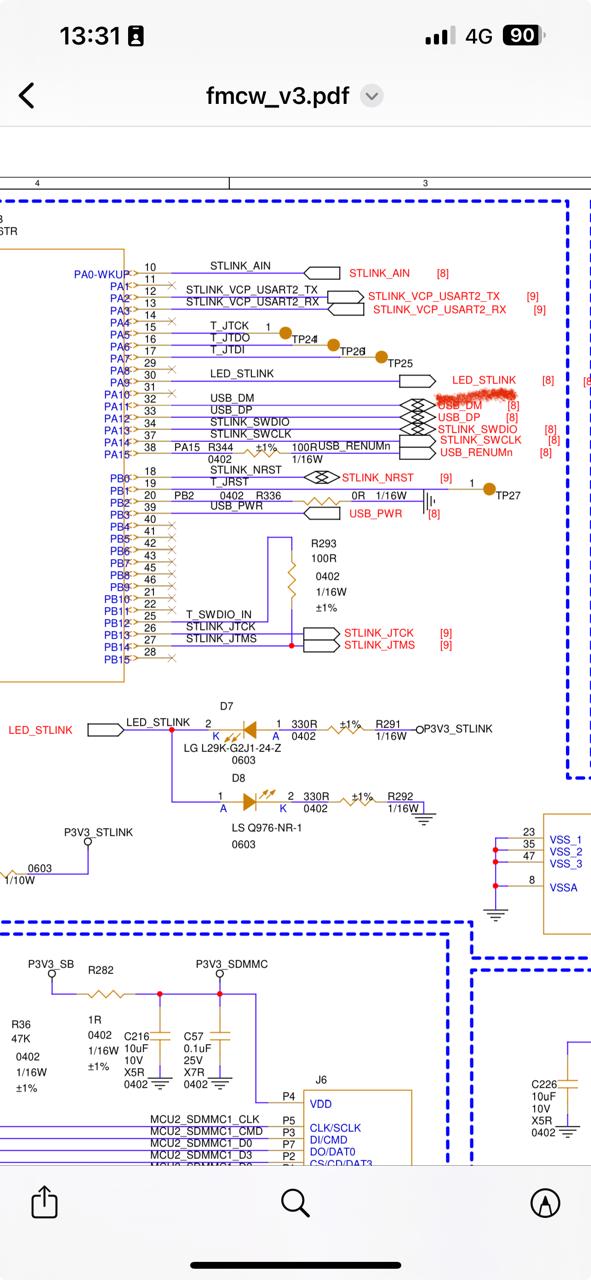 13:31 4G 90
fmcw_v3.pdf
4 3
6TR
PA0-WKUP 10 STLINK_AIN STLINK_AIN [8]
PA1 11
PA2 12 STLINK_VCP_USART2_TX STLINK_VCP_USART2_TX [9]
PA3 13 STLINK_VCP_USART2_RX STLINK_VCP_USART2_RX [9]
PA4 14
PA5 15 T_JTCK 1 TP24
PA6 16 T_JTDO TP26
PA7 17 T_JTDI TP25
PA8 29
PA9 30 LED_STLINK LED_STLINK [8]
PA10 31
PA11 32 USB_DM USB_DM [8]
PA12 33 USB_DP USB_DP [8]
PA13 34 STLINK_SWDIO STLINK_SWDIO [8]
PA14 37 STLINK_SWCLK STLINK_SWCLK [8]
PA15 38 PA15 R344 ±1% 100R USB_RENUMn USB_RENUMn [8]
0402 1/16W
PB0 18 STLINK_NRST STLINK_NRST [9]
PB1 19 T_JRST 1 TP27
PB2 20 PB2 0402 R336 0R 1/16W
PB3 39 USB_PWR USB_PWR [8]
PB4 40
PB5 41
PB6 42
PB7 43
PB8 45
PB9 46
PB10 21
PB11 22
PB12 25 T_SWDIO_IN
PB13 26 STLINK_JTCK STLINK_JTCK [9]
PB14 27 STLINK_JTMS STLINK_JTMS [9]
PB15 28
R293
100R
0402
1/16W
±1%
D7
LED_STLINK LED_STLINK 2 1 330R ±1% R291 P3V3_STLINK
K A 0402 1/16W
LG L29K-G2J1-24-Z
0603
D8
1 2 330R ±1% R292
A K 0402 1/16W
LS Q976-NR-1
0603
P3V3_STLINK
0603
1/10W
23 VSS_1
35 VSS_2
47 VSS_3
8 VSSA
P3V3_SB R282 P3V3_SDMMC
R36
47K
0402
1/16W
±1%
1R
0402
1/16W
±1%
C216
10uF
10V
X5R
0402
C57
0.1uF
25V
X7R
0402
J6
P4 VDD
MCU2_SDMMC1_CLK P5 CLK/SCLK
MCU2_SDMMC1_CMD P3 DI/CMD
MCU2_SDMMC1_D0 P7 DO/DAT0
MCU2_SDMMC1_D3 P2 CS/CD/DAT3
C226
10uF
10V
X5R
0402